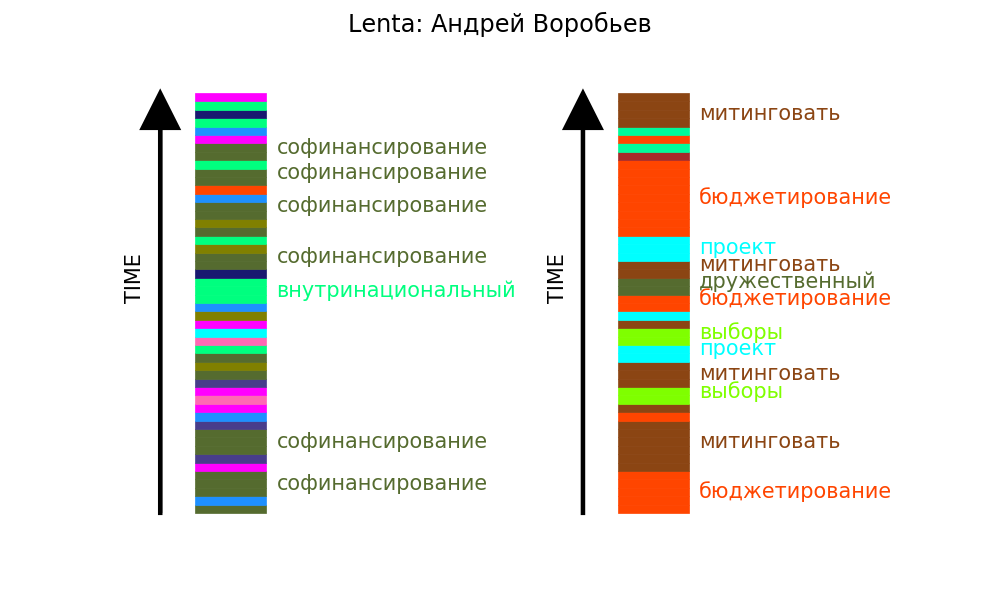 Lenta: Андрей Воробьев
TIME
софинансирование
софинансирование
софинансирование
софинансирование
внутринациональный
софинансирование
софинансирование
TIME
митинговать
бюджетирование
проект
митинговать
дружественный
бюджетирование
выборы
проект
митинговать
выборы
митинговать
бюджетирование